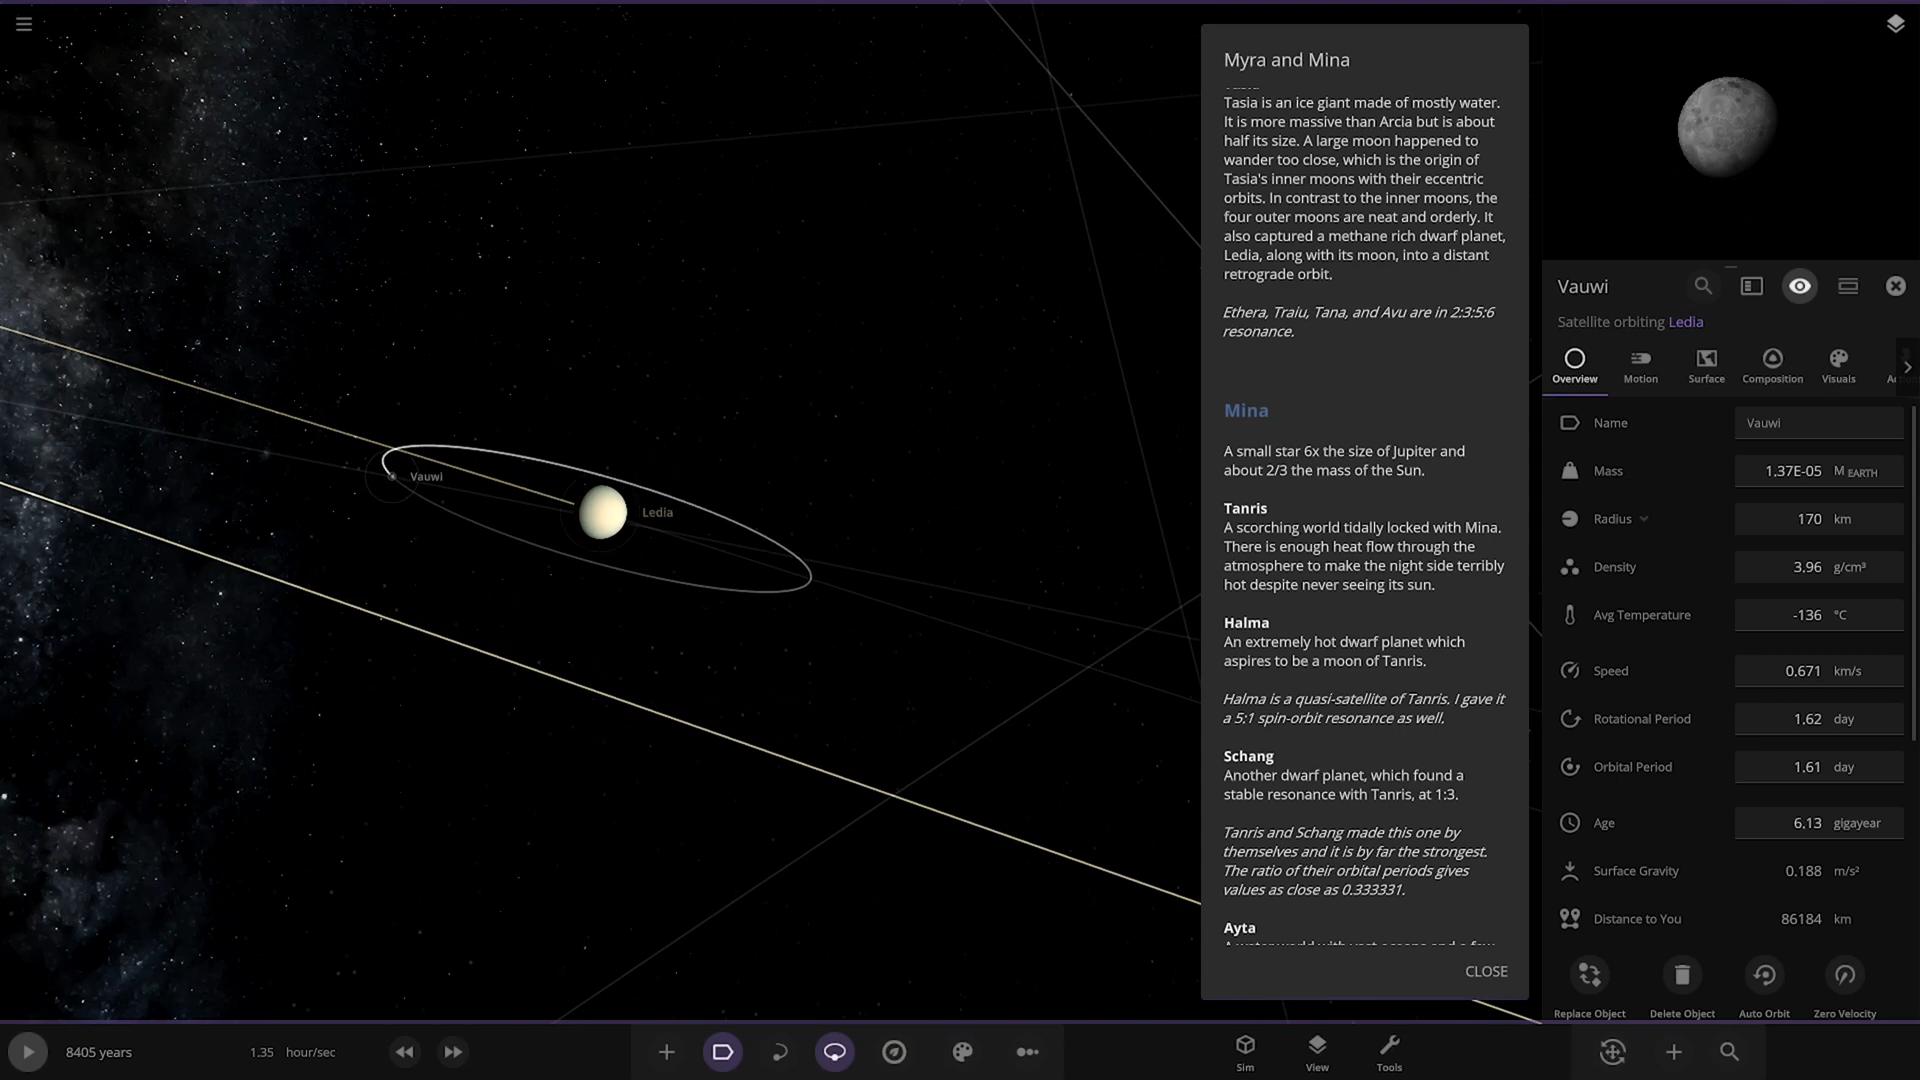 Myra and Mina
Tasia is an ice giant made of mostly water.
It is more massive than Arcia but is about
half its size. A large moon happened to
wander too close, which is the origin of
Tasia's inner moons with their eccentric
orbits. In contrast to the inner moons, the
four outer moons are neat and orderly. It
also captured a methane rich dwarf planet,
Ledia, along with its moon, into a distant
retrograde orbit.
Ethera, Traiu, Tana, and Avu are in 2:3:5:6
resonance.
Mina
A small star 6x the size of Jupiter and
about 2/3 the mass of the Sun.
Tanris
A scorching world tidally locked with Mina.
There is enough heat flow through the
atmosphere to make the night side terribly
hot despite never seeing its sun.
Halma
An extremely hot dwarf planet which
aspires to be a moon of Tanris.
Halma is a quasi-satellite of Tanris. I gave it
a 5:1 spin-orbit resonance as well.
Schang
Another dwarf planet, which found a
stable resonance with Tanris, at 1:3.
Tanris and Schang made this one by
themselves and it is by far the strongest.
The ratio of their orbital periods gives
values as close as 0.333331.
Ayta
CLOSE
Vauwi
Ledia
Vauwi
Satellite orbiting Ledia
Overview
Motion
Surface
Composition
Visuals
Name Vauwi
Mass 1.37E-05 M EARTH
Radius 170 km
Density 3.96 g/cm³
Avg Temperature -136 °C
Speed 0.671 km/s
Rotational Period 1.62 day
Orbital Period 1.61 day
Age 6.13 gigayear
Surface Gravity 0.188 m/s²
Distance to You 86184 km
Replace Object
Delete Object
Auto Orbit
Zero Velocity
8405 years
1.35 hour/sec
Sim
View
Tools